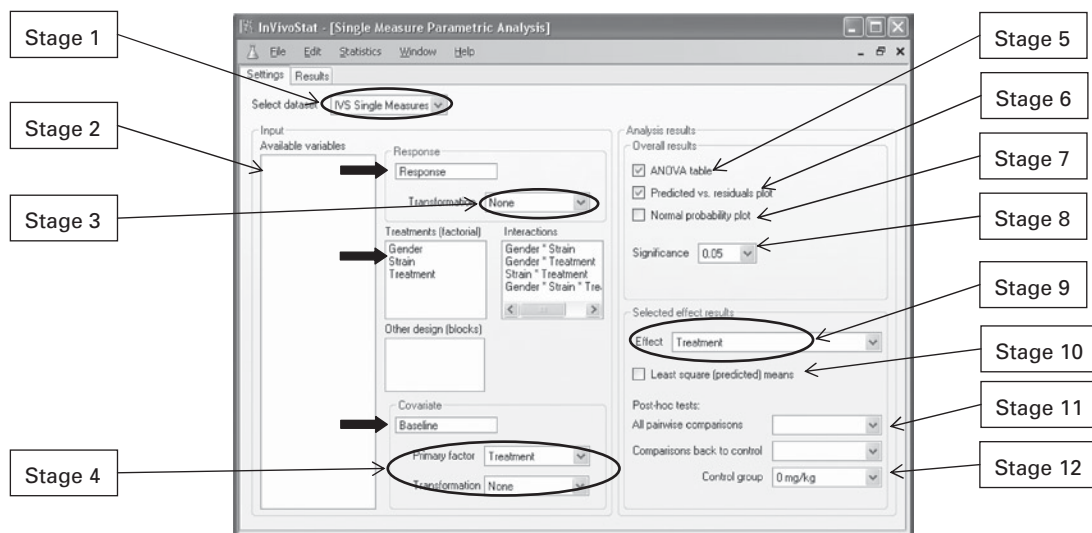 Stage 1
Stage 2
Stage 3
Stage 4
InVivoStat - [Single Measure Parametric Analysis]
File Edit Statistics Window Help
Settings Results
Select dataset IVS Single Measures
Input
Available variables
Response
Response
Transformation None
Treatments (factorial)
Gender
Strain
Treatment
Interactions
Gender * Strain
Gender * Treatment
Strain * Treatment
Gender * Strain * Tre
Other design (blocks)
Covariate
Baseline
Primary factor Treatment
Transformation None
Analysis results
Overall results
ANOVA table
Predicted vs. residuals plot
Normal probability plot
Significance 0.05
Selected effect results
Effect Treatment
Least square (predicted) means
Post-hoc tests:
All pairwise comparisons
Comparisons back to control
Control group 0 mg/kg
Stage 5
Stage 6
Stage 7
Stage 8
Stage 9
Stage 10
Stage 11
Stage 12